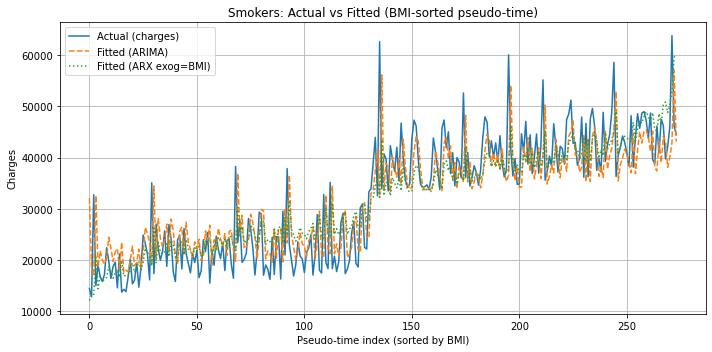 Smokers: Actual vs Fitted (BMI-sorted pseudo-time)
Actual (charges)
Fitted (ARIMA)
Fitted (ARX exog=BMI)
Charges
60000
50000
40000
30000
20000
10000
0
50
100
150
200
250
Pseudo-time index (sorted by BMI)